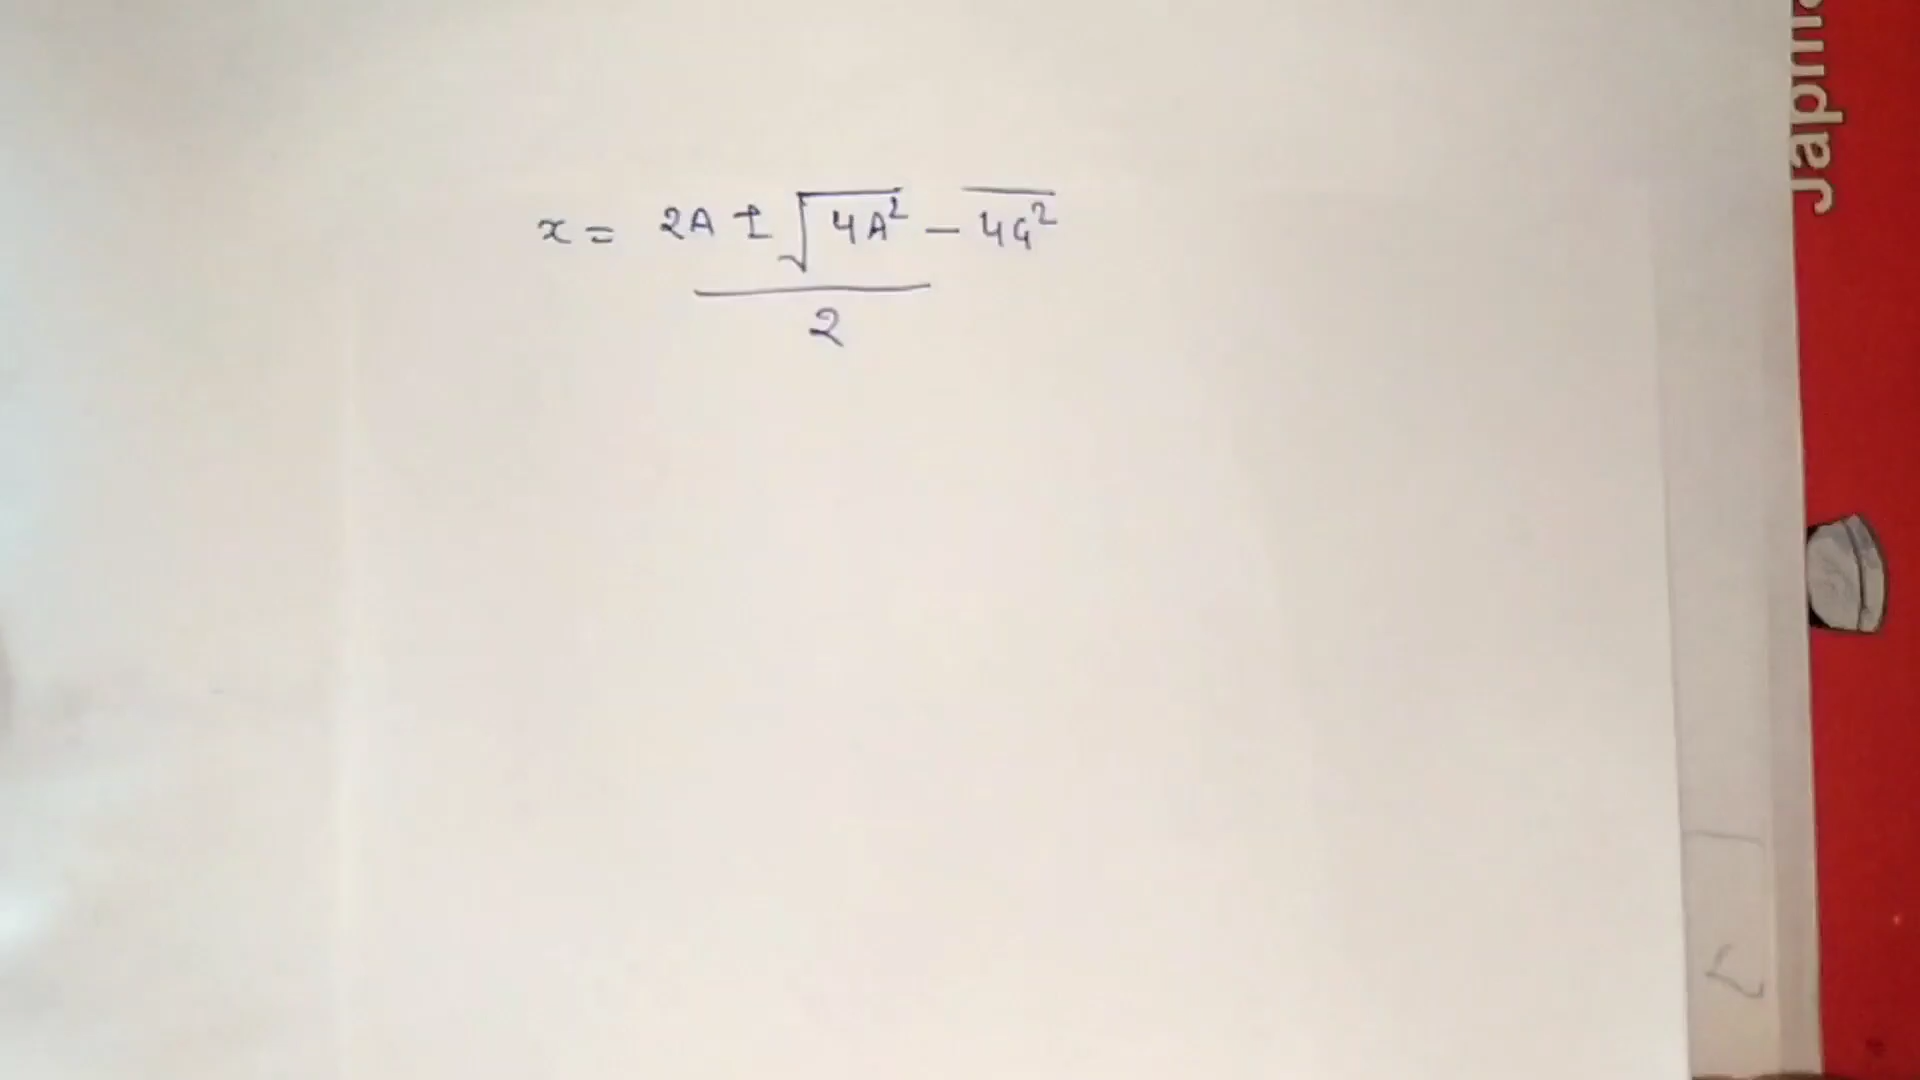 x = 2A ± √4A² – 4G²
2